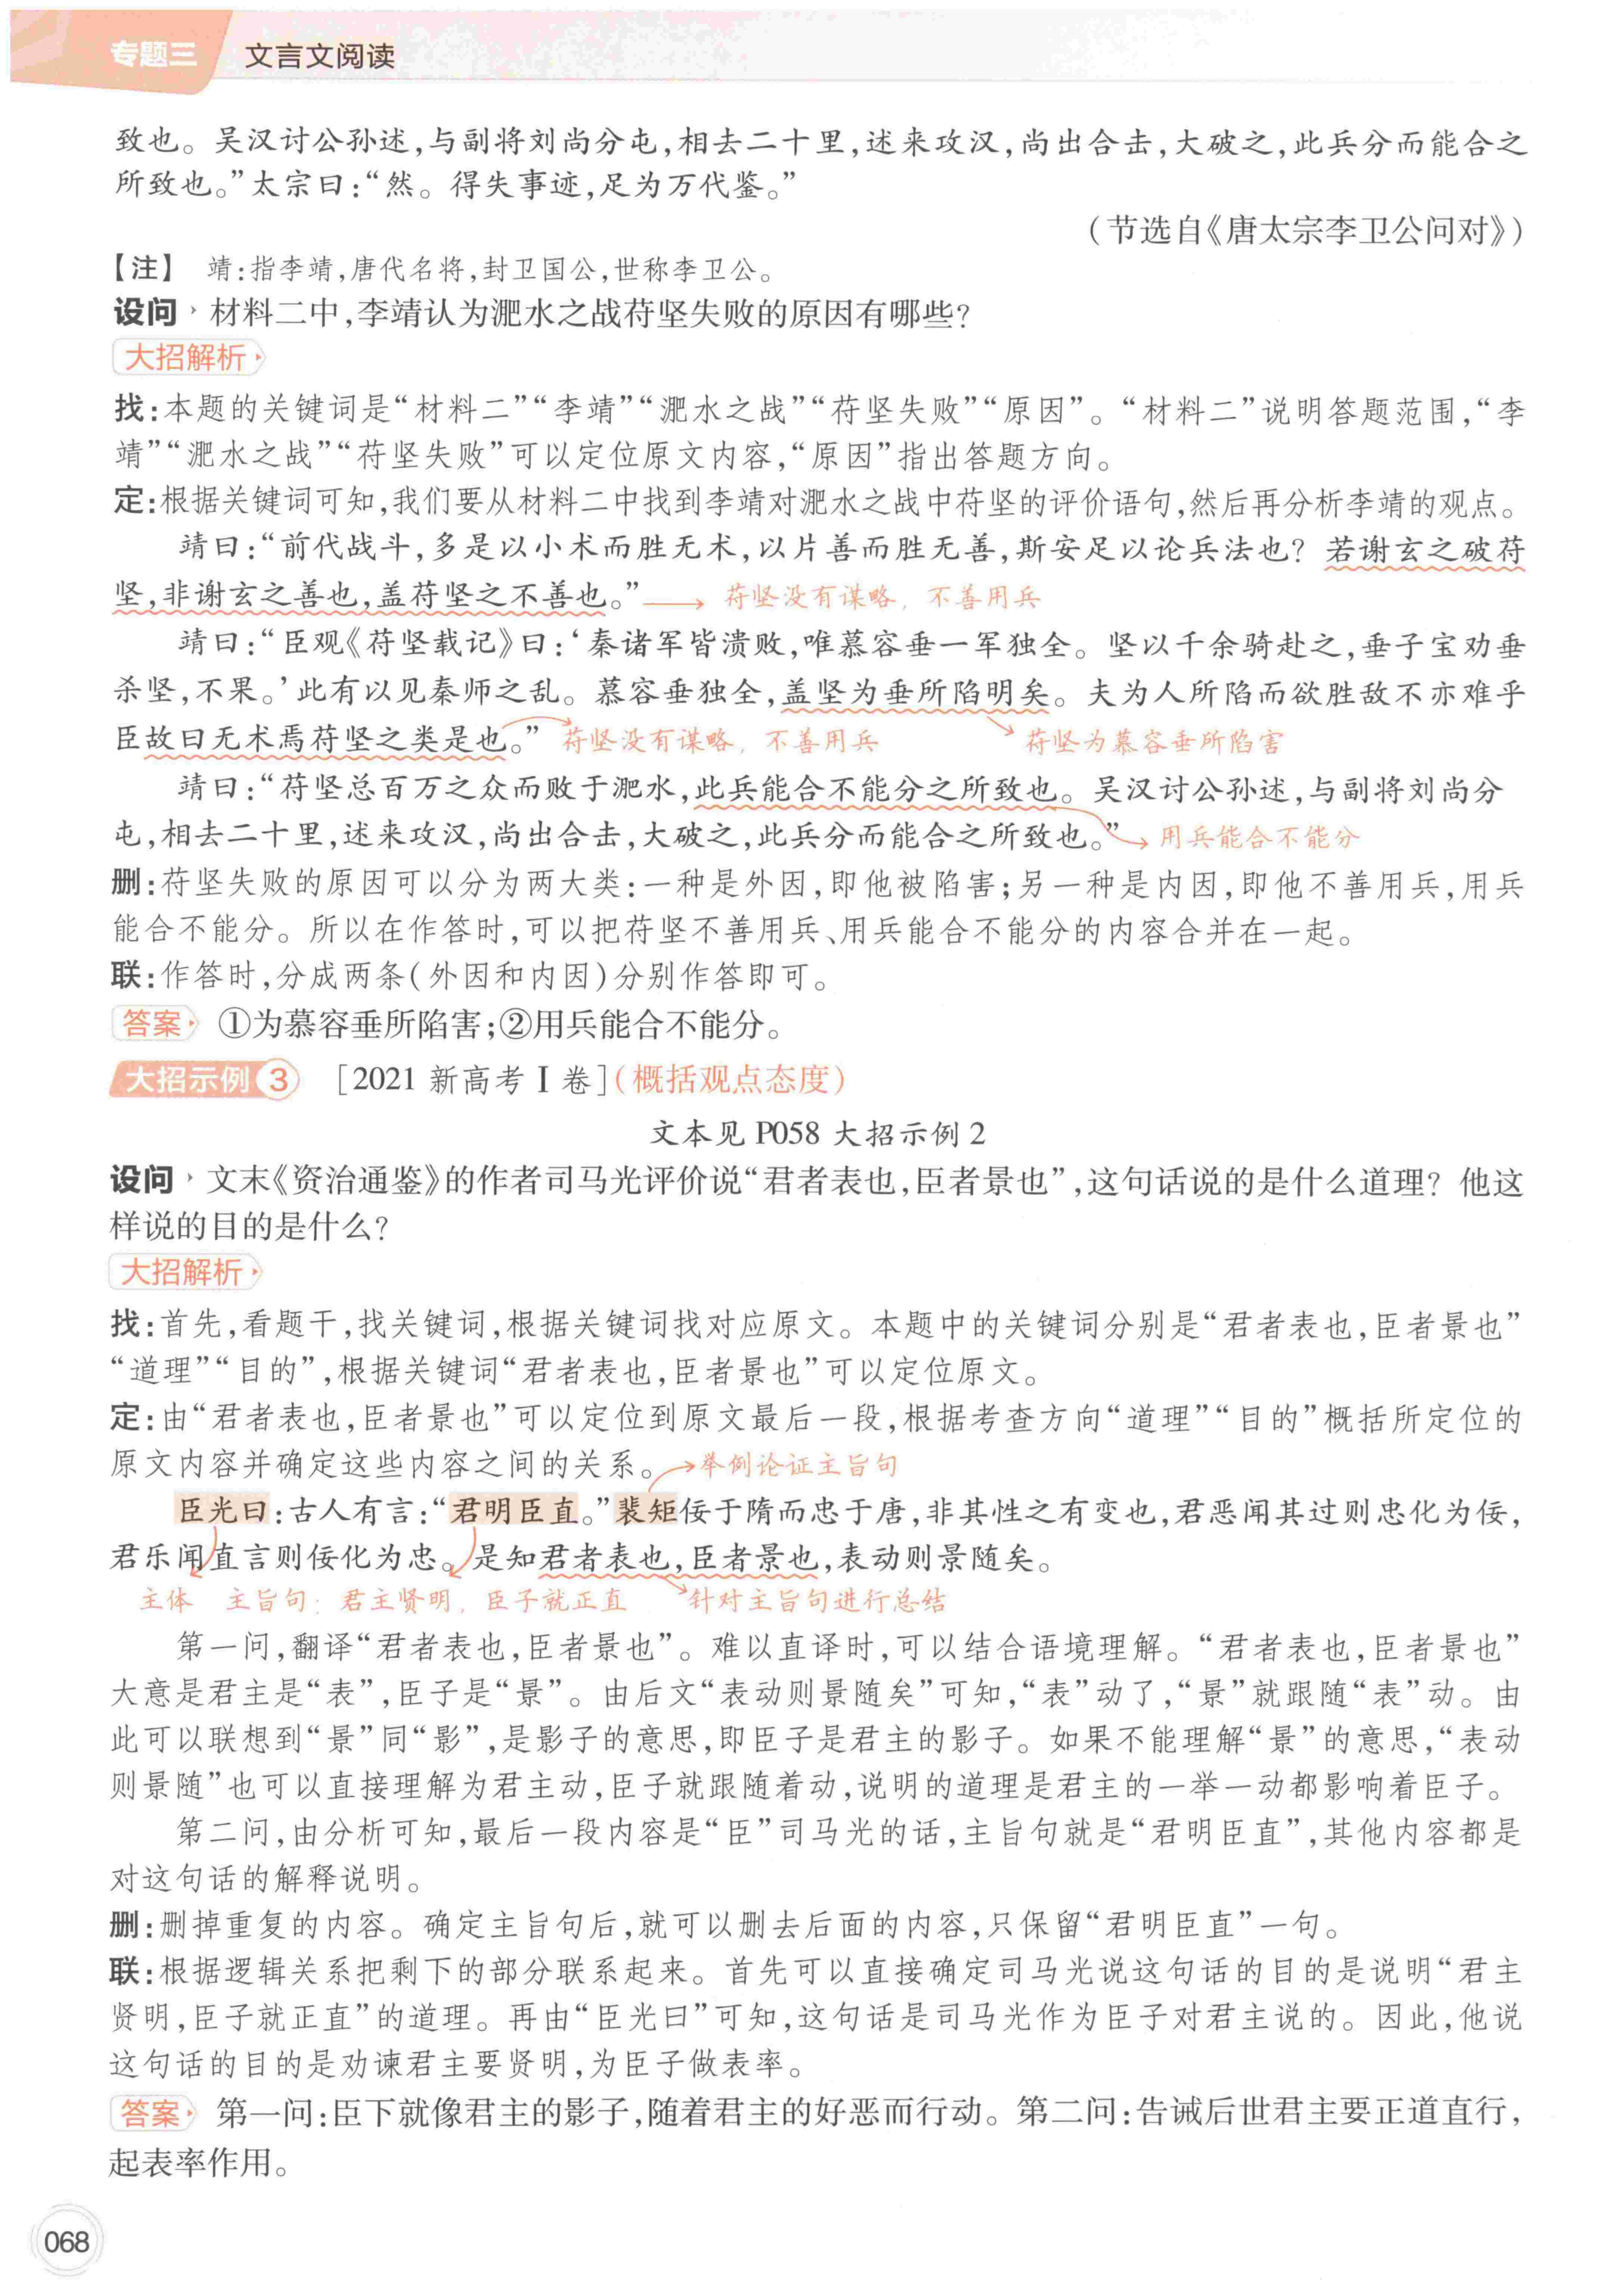 专题三 文言文阅读
致也。吴汉讨公孙述,与副将刘尚分屯,相去二十里,述来攻汉,尚出合击,大破之,此兵分而能合之
所致也。”太宗曰:“然。得失事迹,足为万代鉴。”
(节选自《唐太宗李卫公问对》)
【注】 靖:指李靖,唐代名将,封卫国公,世称李卫公。
设问 材料二中,李靖认为淝水之战苻坚失败的原因有哪些?
大招解析
找:本题的关键词是“材料二”“李靖”“淝水之战”“苻坚失败”“原因”。“材料二”说明答题范围,“李
靖”“淝水之战”“苻坚失败”可以定位原文内容,“原因”指出答题方向。
定:根据关键词可知,我们要从材料二中找到李靖对淝水之战中苻坚的评价语句,然后再分析李靖的观点。
靖曰:“前代战斗,多是以小术而胜无术,以片善而胜无善,斯安足以论兵法也?若谢玄之破苻
坚,非谢玄之善也,盖苻坚之不善也。” 苻坚没有谋略,不善用兵
靖曰:“臣观《苻坚载记》曰:‘秦诸军皆溃败,唯慕容垂一军独全。坚以千余骑赴之,垂子宝劝垂
杀坚,不果。’此有以见秦师之乱。慕容垂独全,盖坚为垂所陷明矣。夫为人所陷而欲胜敌不亦难乎
臣故曰无术焉苻坚之类是也。” 苻坚没有谋略,不善用兵 苻坚为慕容垂所陷害
靖曰:“苻坚总百万之众而败于淝水,此兵能合不能分之所致也。吴汉讨公孙述,与副将刘尚分
屯,相去二十里,述来攻汉,尚出合击,大破之,此兵分而能合之所致也。” 用兵能合不能分
删:苻坚失败的原因可以分为两大类:一种是外因,即他被陷害;另一种是内因,即他不善用兵,用兵
能合不能分。所以在作答时,可以把苻坚不善用兵、用兵能合不能分的内容合并在一起。
联:作答时,分成两条(外因和内因)分别作答即可。
答案 ①为慕容垂所陷害;②用兵能合不能分。
大招示例3 [2021 新高考Ⅰ卷](概括观点态度)
文本见 P058 大招示例 2
设问 文末《资治通鉴》的作者司马光评价说“君者表也,臣者景也”,这句话说的是什么道理?他这
样说的目的是什么?
大招解析
找:首先,看题干,找关键词,根据关键词找对应原文。本题中的关键词分别是“君者表也,臣者景也”
“道理”“目的”,根据关键词“君者表也,臣者景也”可以定位原文。
定:由“君者表也,臣者景也”可以定位到原文最后一段,根据考查方向“道理”“目的”概括所定位的
原文内容并确定这些内容之间的关系。 举例论证主旨句
臣光曰:古人有言:“君明臣直。”裴矩佞于隋而忠于唐,非其性之有变也,君恶闻其过则忠化为佞,
君乐闻直言则佞化为忠。是知君者表也,臣者景也,表动则景随矣。
主体 主旨句:君主贤明,臣子就正直 针对主旨句进行总结
第一问,翻译“君者表也,臣者景也”。难以直译时,可以结合语境理解。“君者表也,臣者景也”
大意是君主是“表”,臣子是“景”。由后文“表动则景随矣”可知,“表”动了,“景”就跟随“表”动。由
此可以联想到“景”同“影”,是影子的意思,即臣子是君主的影子。如果不能理解“景”的意思,“表动
则景随”也可以直接理解为君主动,臣子就跟随着动,说明的道理是君主的一举一动都影响着臣子。
第二问,由分析可知,最后一段内容是“臣”司马光的话,主旨句就是“君明臣直”,其他内容都是
对这句话的解释说明。
删:删掉重复的内容。确定主旨句后,就可以删去后面的内容,只保留“君明臣直”一句。
联:根据逻辑关系把剩下的部分联系起来。首先可以直接确定司马光说这句话的目的是说明“君主
贤明,臣子就正直”的道理。再由“臣光曰”可知,这句话是司马光作为臣子对君主说的。因此,他说
这句话的目的是劝谏君主要贤明,为臣子做表率。
答案 第一问:臣下就像君主的影子,随着君主的好恶而行动。第二问:告诫后世君主要正道直行,
起表率作用。
068